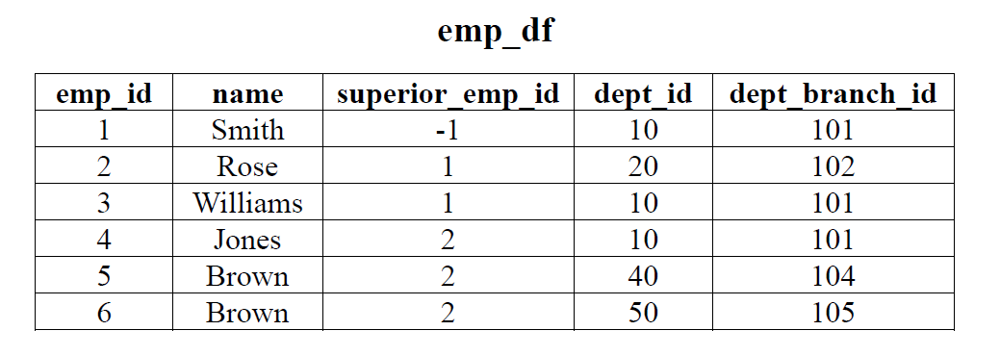 emp_df
emp_id name superior_emp_id dept_id dept_branch_id
1 Smith -1 10 101
2 Rose 1 20 102
3 Williams 1 10 101
4 Jones 2 10 101
5 Brown 2 40 104
6 Brown 2 50 105